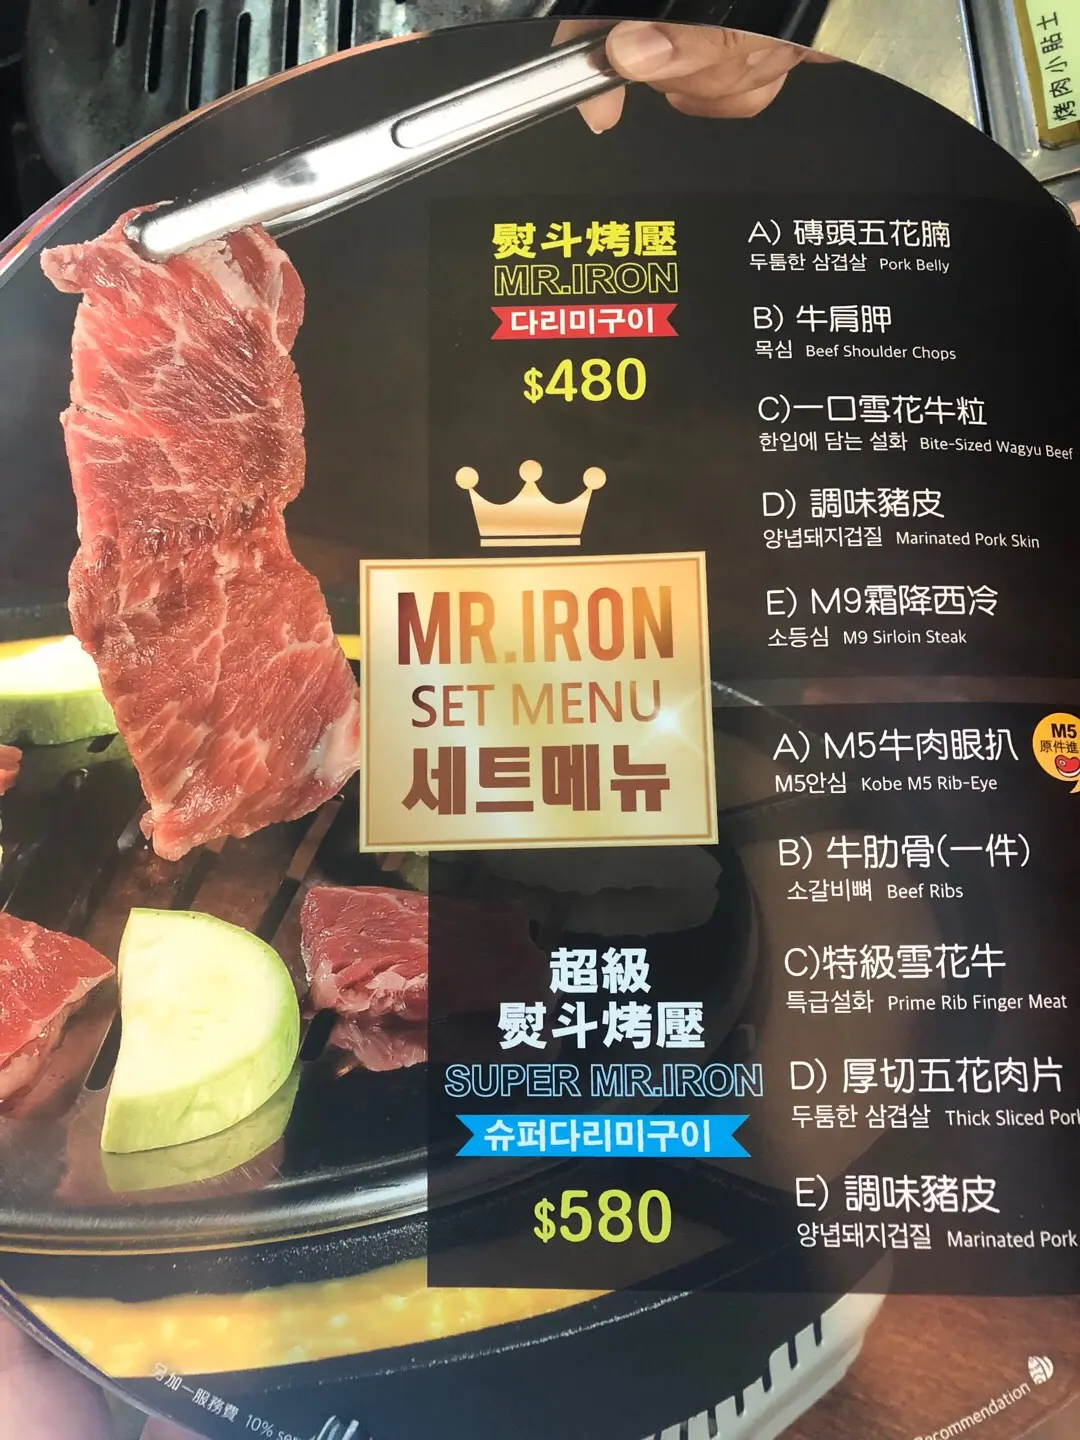 烤肉小貼士
熨斗烤壓
MR.IRON
다리미구이
$480
A) 磚頭五花腩
두툼한 삼겹살 Pork Belly
B) 牛肩胛
목심 Beef Shoulder Chops
C)一口雪花牛粒
한입에 담는 설화 Bite-Sized Wagyu Beef
D) 調味豬皮
양념돼지겁질 Marinated Pork Skin
E) M9霜降西冷
소등심 M9 Sirloin Steak
MR.IRON
SET MENU
세트메뉴
超級
熨斗烤壓
SUPER MR.IRON
슈퍼다리미구이
$580
A) M5牛肉眼扒
M5안심 Kobe M5 Rib-Eye
M5
原件進
B) 牛肋骨(一件)
소갈비뼈 Beef Ribs
C)特級雪花牛
특급설화 Prime Rib Finger Meat
D) 厚切五花肉片
두툼한 삼겹살 Thick Sliced
E) 調味豬皮
양념돼지겁질 Marinated Pork
另加一服務費 10%